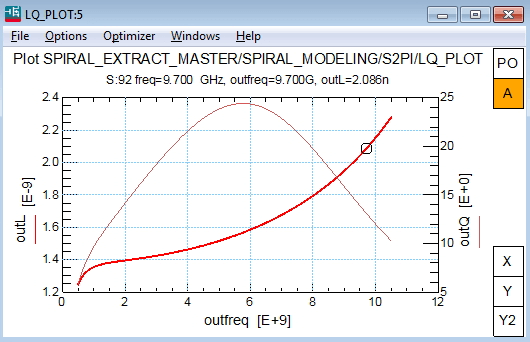 LQ_PLOT:5
File Options Optimizer Windows Help
Plot SPIRAL_EXTRACT_MASTER/SPIRAL_MODELING/S2PI/LQ_PLOT
PO
S:92 freq=9.700 GHz, outfreq=9.700G, outL=2.086n
A
2.4
2.2
2.0
1.8
1.6
1.4
1.2
outL [E-9]
25
20
15
10
5
outQ [E+0]
0 2 4 6 8 10 12
outfreq [E+9]
X
Y
Y2